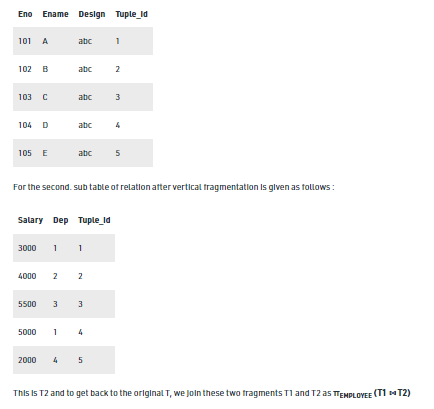 Eno Ename Design Tuple_id
101 A abc 1
102 B abc 2
103 C abc 3
104 D abc 4
105 E abc 5
For the second. sub table of relation after vertical fragmentation is given as follows :
Salary Dep Tuple_id
3000 1 1
4000 2 2
5500 3 3
5000 1 4
2000 4 5
This is T2 and to get back to the original T, we join these two fragments T1 and T2 as π<sub>EMPLOYEE</sub> (T1 ⋈ T2)